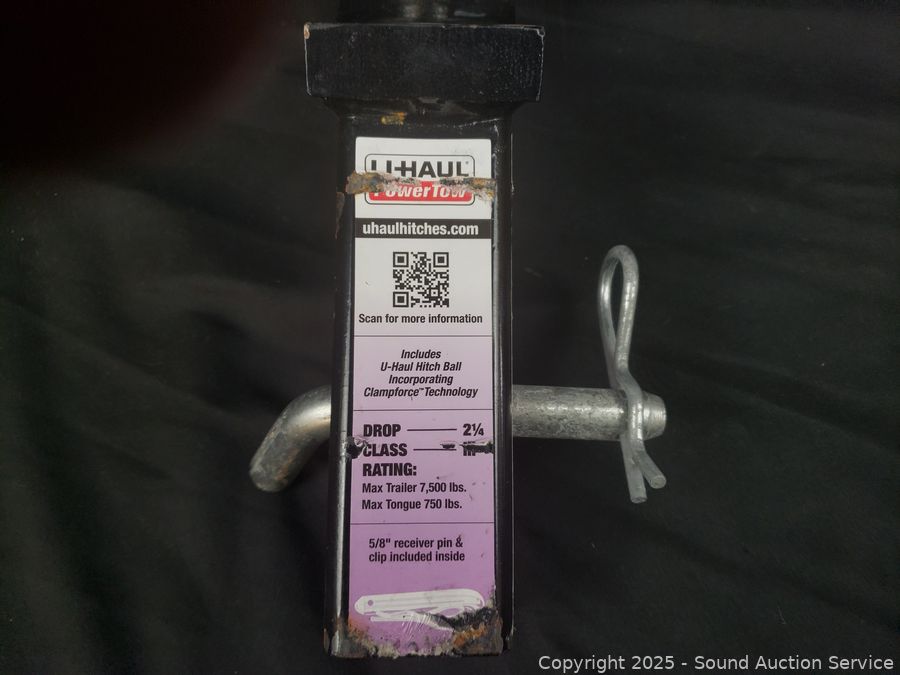 U-HAUL
PowerTow
uhaulhitches.com
Scan for more information
Includes
U-Haul Hitch Ball
Incorporating
Clampforce™ Technology
DROP 2¼
CLASS III
RATING:
Max Trailer 7,500 lbs.
Max Tongue 750 lbs.
5/8" receiver pin &
clip included inside
Copyright 2025 - Sound Auction Service